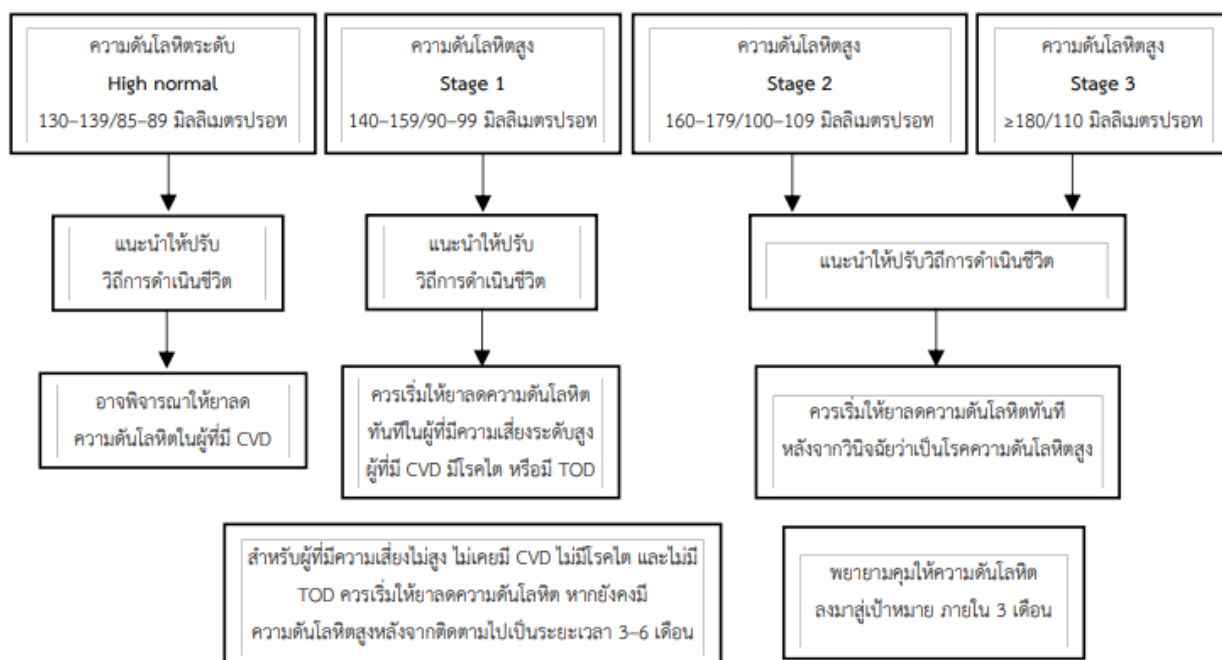 ความดันโลหิตระดับ
High normal
130–139/85–89 มิลลิเมตรปรอท
ความดันโลหิตสูง
Stage 1
140–159/90–99 มิลลิเมตรปรอท
ความดันโลหิตสูง
Stage 2
160–179/100–109 มิลลิเมตรปรอท
ความดันโลหิตสูง
Stage 3
≥180/110 มิลลิเมตรปรอท
แนะนำให้ปรับ
วิถีการดำเนินชีวิต
แนะนำให้ปรับ
วิถีการดำเนินชีวิต
แนะนำให้ปรับวิถีการดำเนินชีวิต
อาจพิจารณาให้ยาลด
ความดันโลหิตในผู้ที่มี CVD
ควรเริ่มให้ยาลดความดันโลหิต
ทันทีในผู้ที่มีความเสี่ยงระดับสูง
ผู้ที่มี CVD มีโรคไต หรือมี TOD
ควรเริ่มให้ยาลดความดันโลหิตทันที
หลังจากวินิจฉัยว่าเป็นโรคความดันโลหิตสูง
สำหรับผู้ที่มีความเสี่ยงไม่สูง ไม่เคยมี CVD ไม่มีโรคไต และไม่มี
TOD ควรเริ่มให้ยาลดความดันโลหิต หากยังคงมี
ความดันโลหิตสูงหลังจากติดตามไปเป็นระยะเวลา 3–6 เดือน
พยายามคุมให้ความดันโลหิต
ลงมาสู่เป้าหมาย ภายใน 3 เดือน